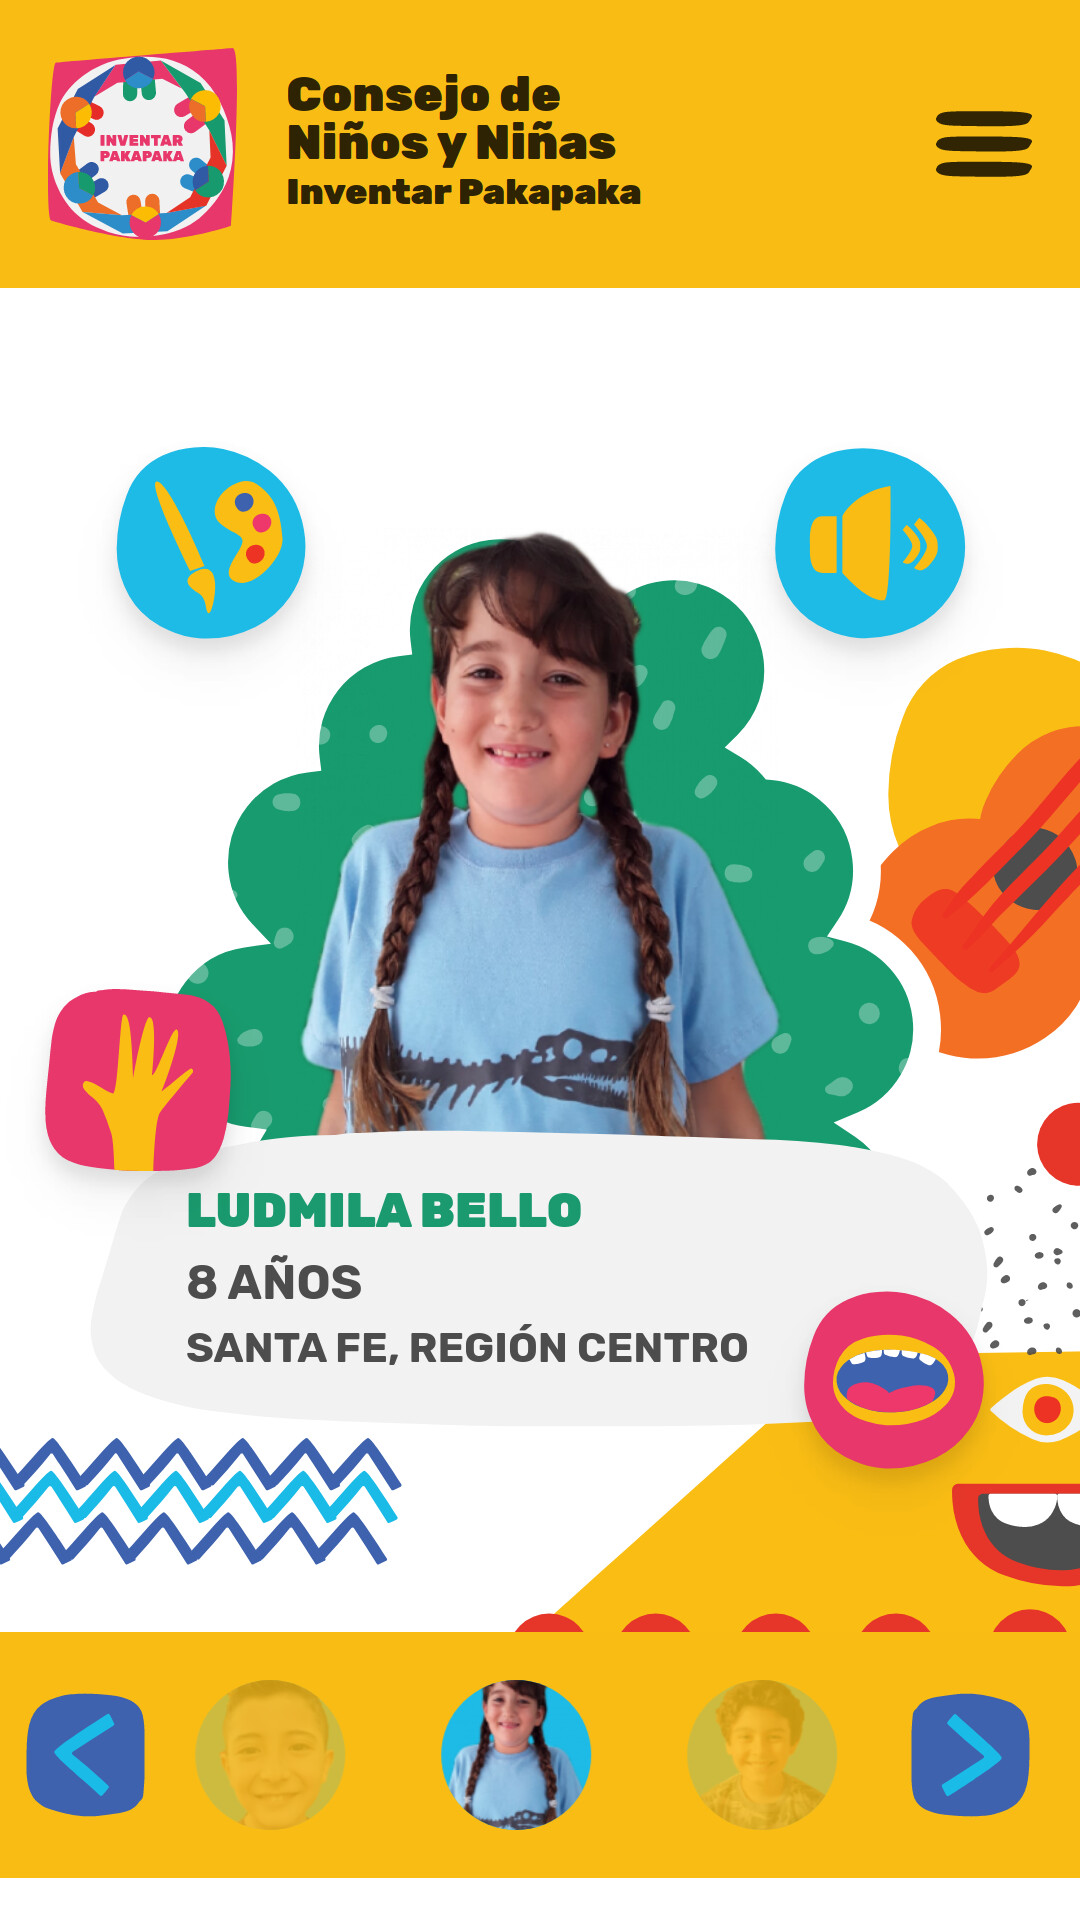 INVENTAR
PAKAPAKA
Consejo de
Niños y Niñas
Inventar Pakapaka
LUDMILA BELLO
8 AÑOS
SANTA FE, REGIÓN CENTRO